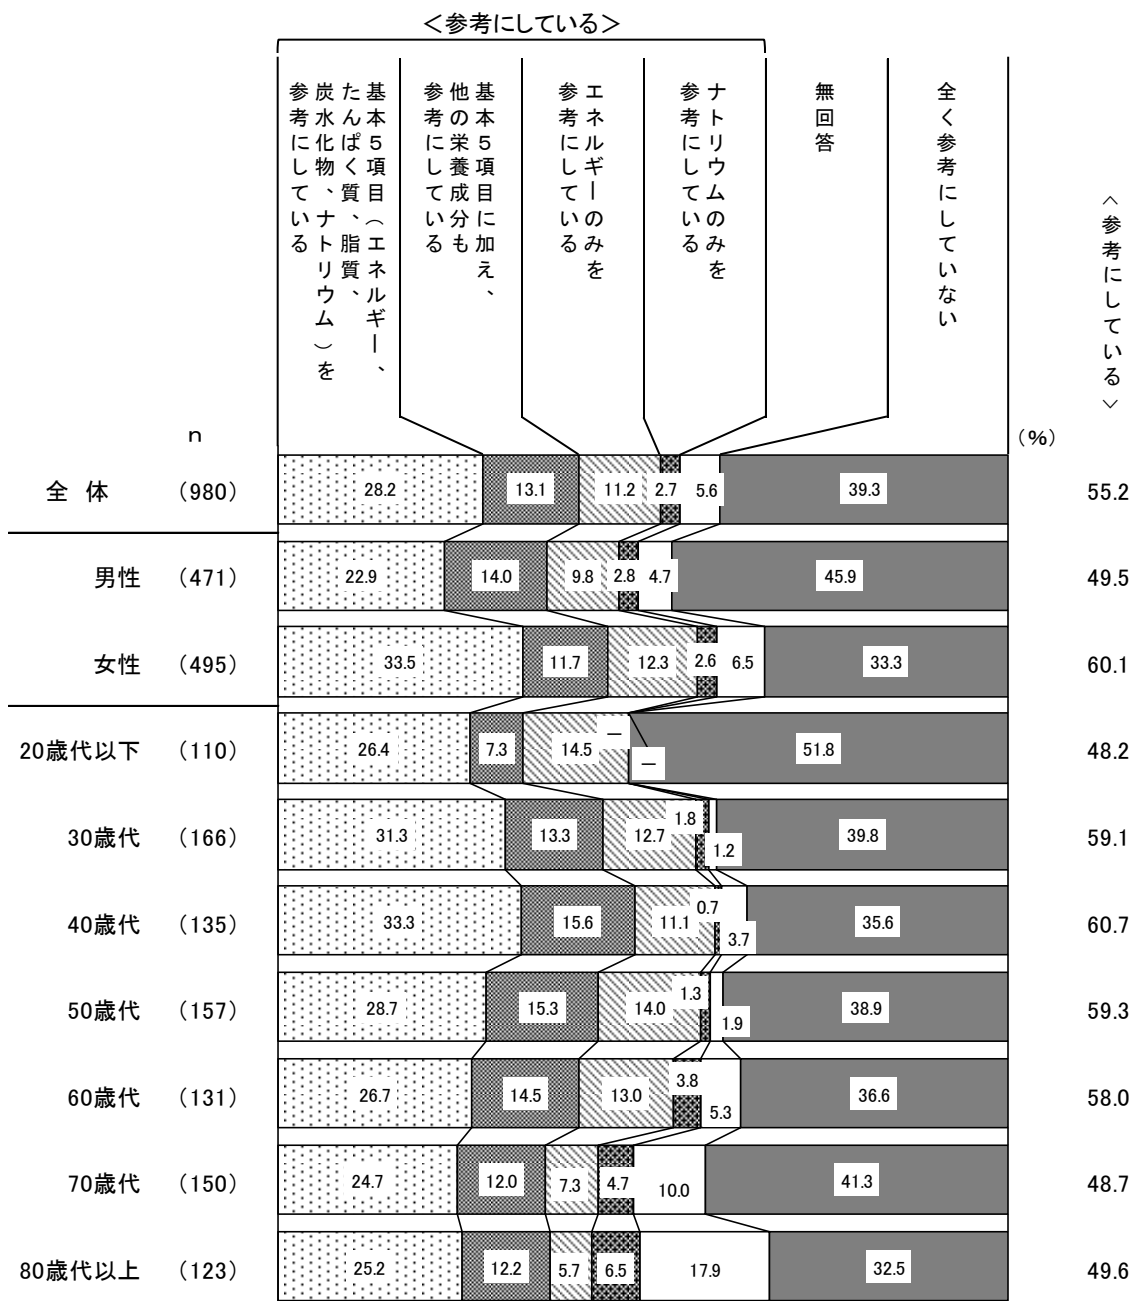 ＜参考にしている＞
基本５項目（エネルギー、
たんぱく質、脂質、
炭水化物、ナトリウム）を
参考にしている
基本５項目に加え、
他の栄養成分も
参考にしている
エネルギーのみを
参考にしている
ナトリウムのみを
参考にしている
無回答
全く参考にしていない
＜参考にしている＞
ｎ
(％)
全 体 (980) 28.2 13.1 11.2 2.7 5.6 39.3 55.2
男性 (471) 22.9 14.0 9.8 2.8 4.7 45.9 49.5
女性 (495) 33.5 11.7 12.3 2.6 6.5 33.3 60.1
20歳代以下 (110) 26.4 7.3 14.5 － － 51.8 48.2
30歳代 (166) 31.3 13.3 12.7 1.8 1.2 39.8 59.1
40歳代 (135) 33.3 15.6 11.1 0.7 3.7 35.6 60.7
50歳代 (157) 28.7 15.3 14.0 1.3 1.9 38.9 59.3
60歳代 (131) 26.7 14.5 13.0 3.8 5.3 36.6 58.0
70歳代 (150) 24.7 12.0 7.3 4.7 10.0 41.3 48.7
80歳代以上 (123) 25.2 12.2 5.7 6.5 17.9 32.5 49.6